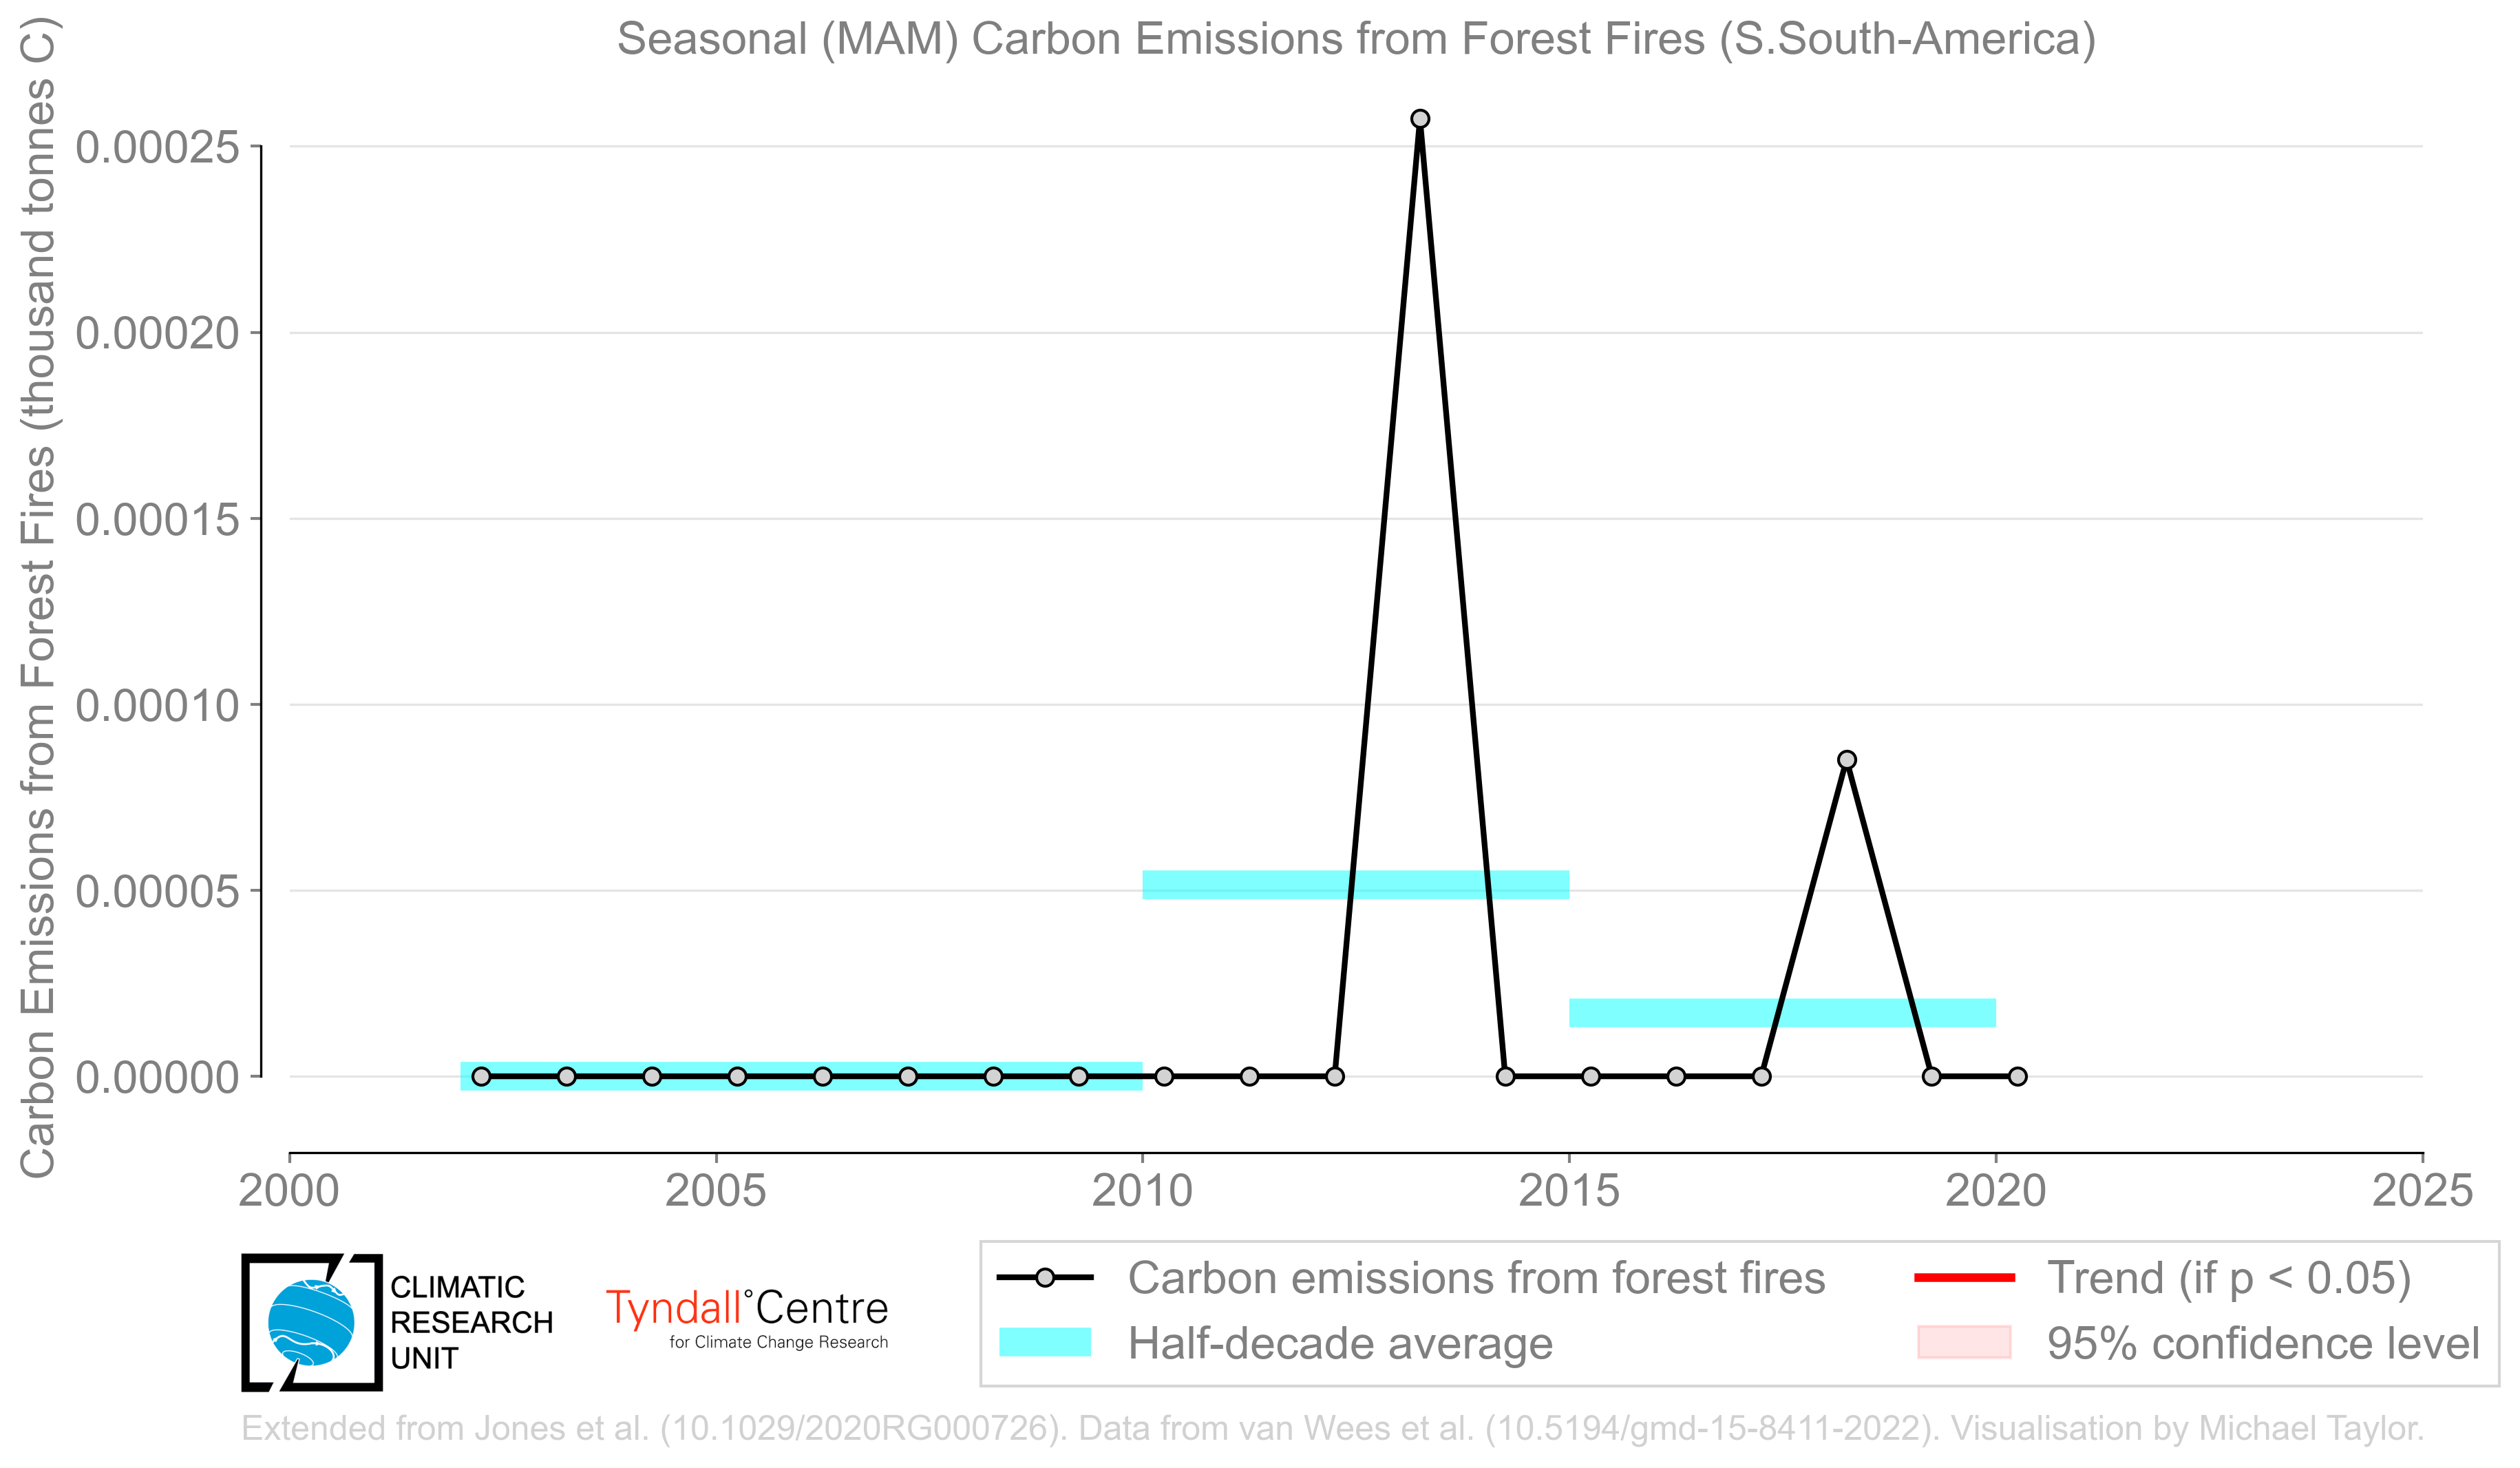 Seasonal (MAM) Carbon Emissions from Forest Fires (S.South-America)
Carbon Emissions from Forest Fires (thousand tonnes C)
0.00025
0.00020
0.00015
0.00010
0.00005
0.00000
2000 2005 2010 2015 2020 2025
CLIMATIC
RESEARCH
UNIT
Tyndall°Centre
for Climate Change Research
Carbon emissions from forest fires
Half-decade average
Trend (if p < 0.05)
95% confidence level
Extended from Jones et al. (10.1029/2020RG000726). Data from van Wees et al. (10.5194/gmd-15-8411-2022). Visualisation by Michael Taylor.